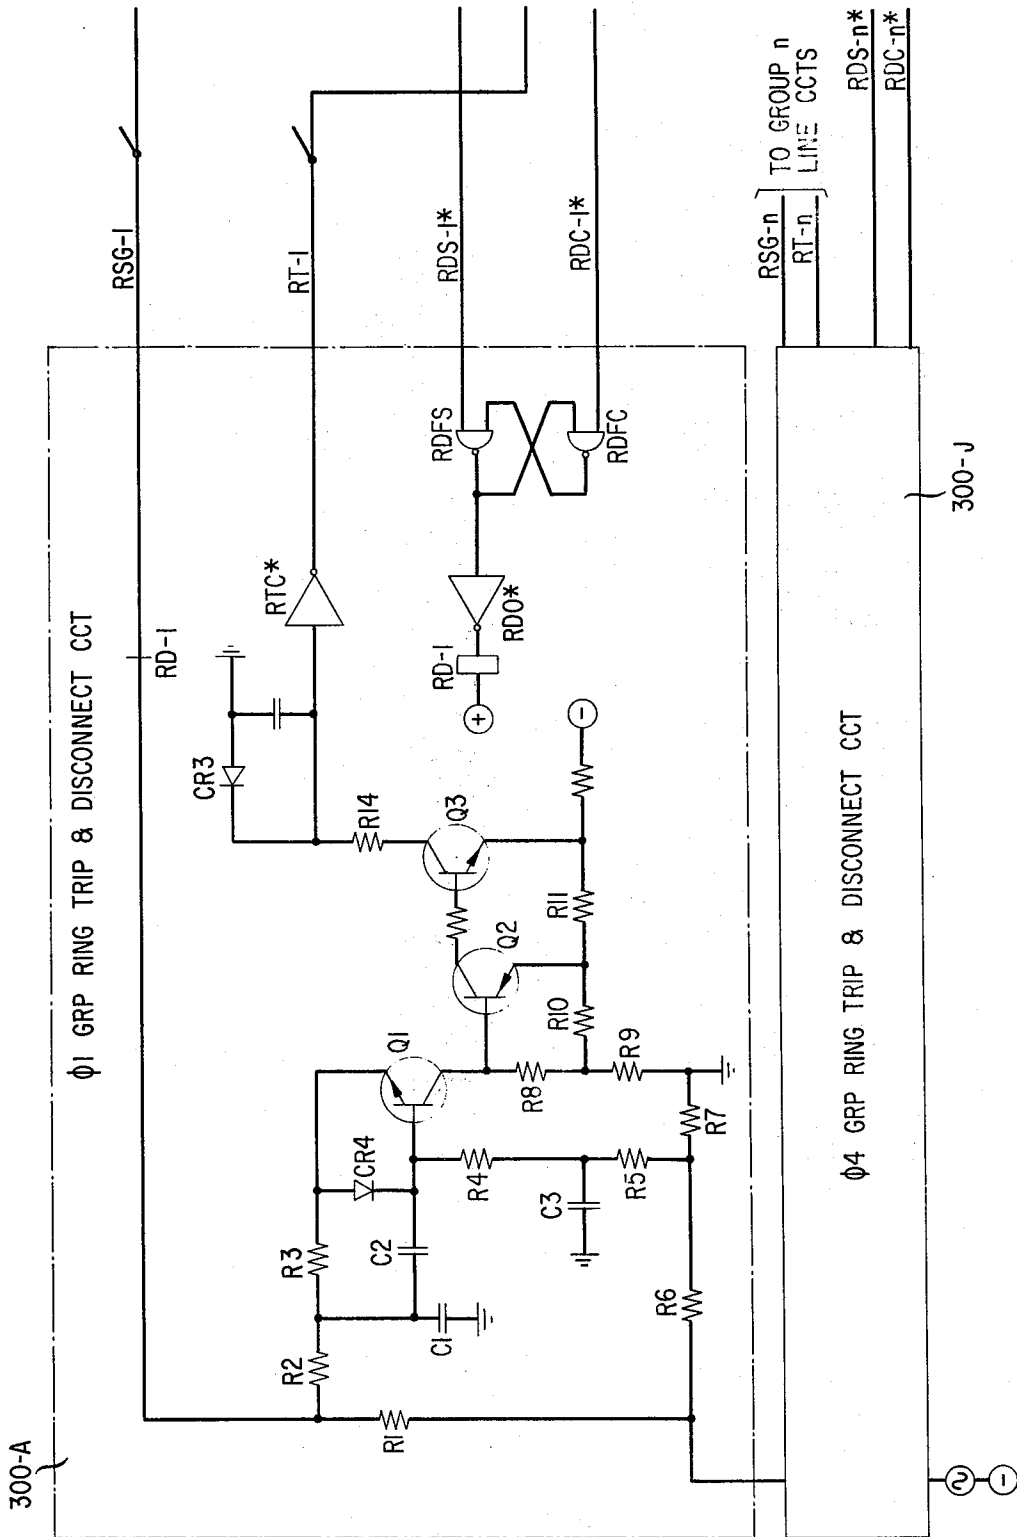 300-A
Φ1 GRP RING TRIP & DISCONNECT CCT
RSG-1
RD-1
RT-1
RTC*
CR3
R14
Q3
RDS-1*
RDFS
RDO*
RD-1
+
RDC-1*
RDFC
-
R11
Q2
R10
Q1
R8
R9
R7
CR4
R4
R5
C3
R3
C2
R2
C1
R6
R1
Φ4 GRP RING TRIP & DISCONNECT CCT
300-J
RSG-n
RT-n
TO GROUP n
LINE CCTS
RDS-n*
RDC-n*
-